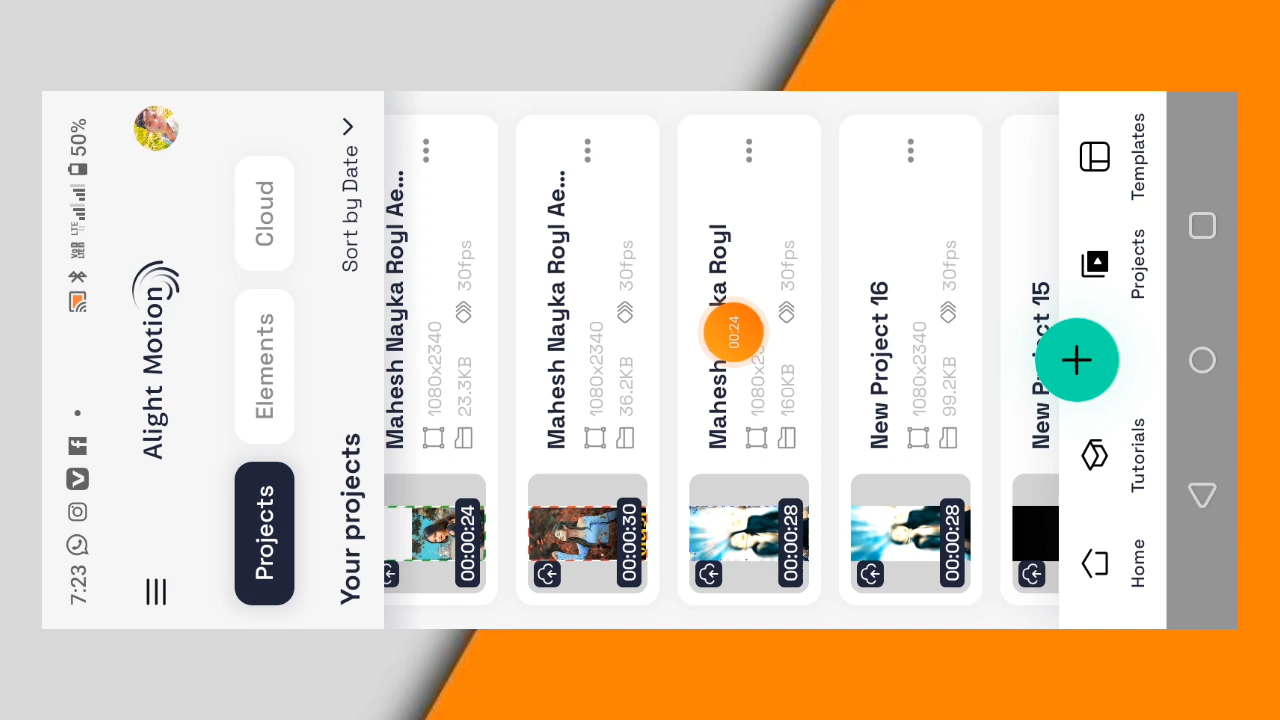 7:23
50%
Alight Motion
Projects
Elements
Cloud
Your projects
Sort by Date
Mahesh Nayka Royl Ae...
1080x2340
23.3KB
30fps
00:00:24
Mahesh Nayka Royl Ae...
1080x2340
36.2KB
30fps
00:00:30
Mahesh ka Royl
00:24
1080x23
160KB
30fps
00:00:28
New Project 16
1080x2340
99.2KB
30fps
00:00:28
New P ct 15
Home
Tutorials
Projects
Templates